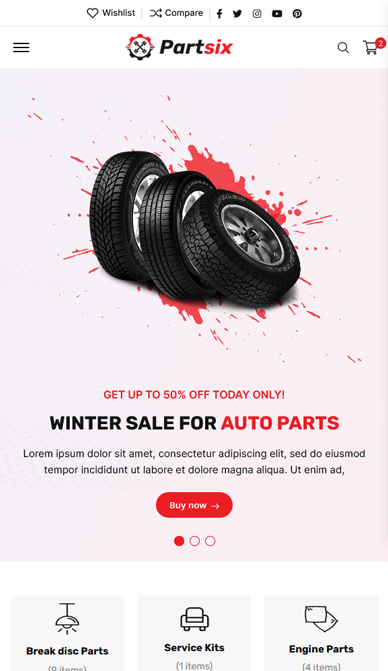 Wishlist
Compare
Partsix
2
GET UP TO 50% OFF TODAY ONLY!
WINTER SALE FOR AUTO PARTS
Lorem ipsum dolor sit amet, consectetur adipiscing elit, sed do eiusmod
tempor incididunt ut labore et dolore magna aliqua. Ut enim ad,
Buy now →
Break disc Parts
Service Kits
Engine Parts
(9 items)
(1 items)
(4 items)